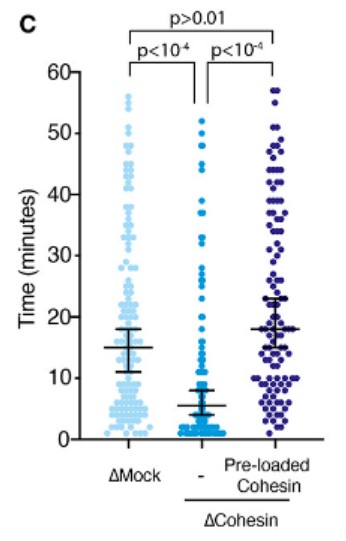 C
p>0.01
p<10⁻⁴ p<10⁻⁴
60
50
40
30
20
10
0
Time (minutes)
ΔMock - Pre-loaded
Cohesin
ΔCohesin